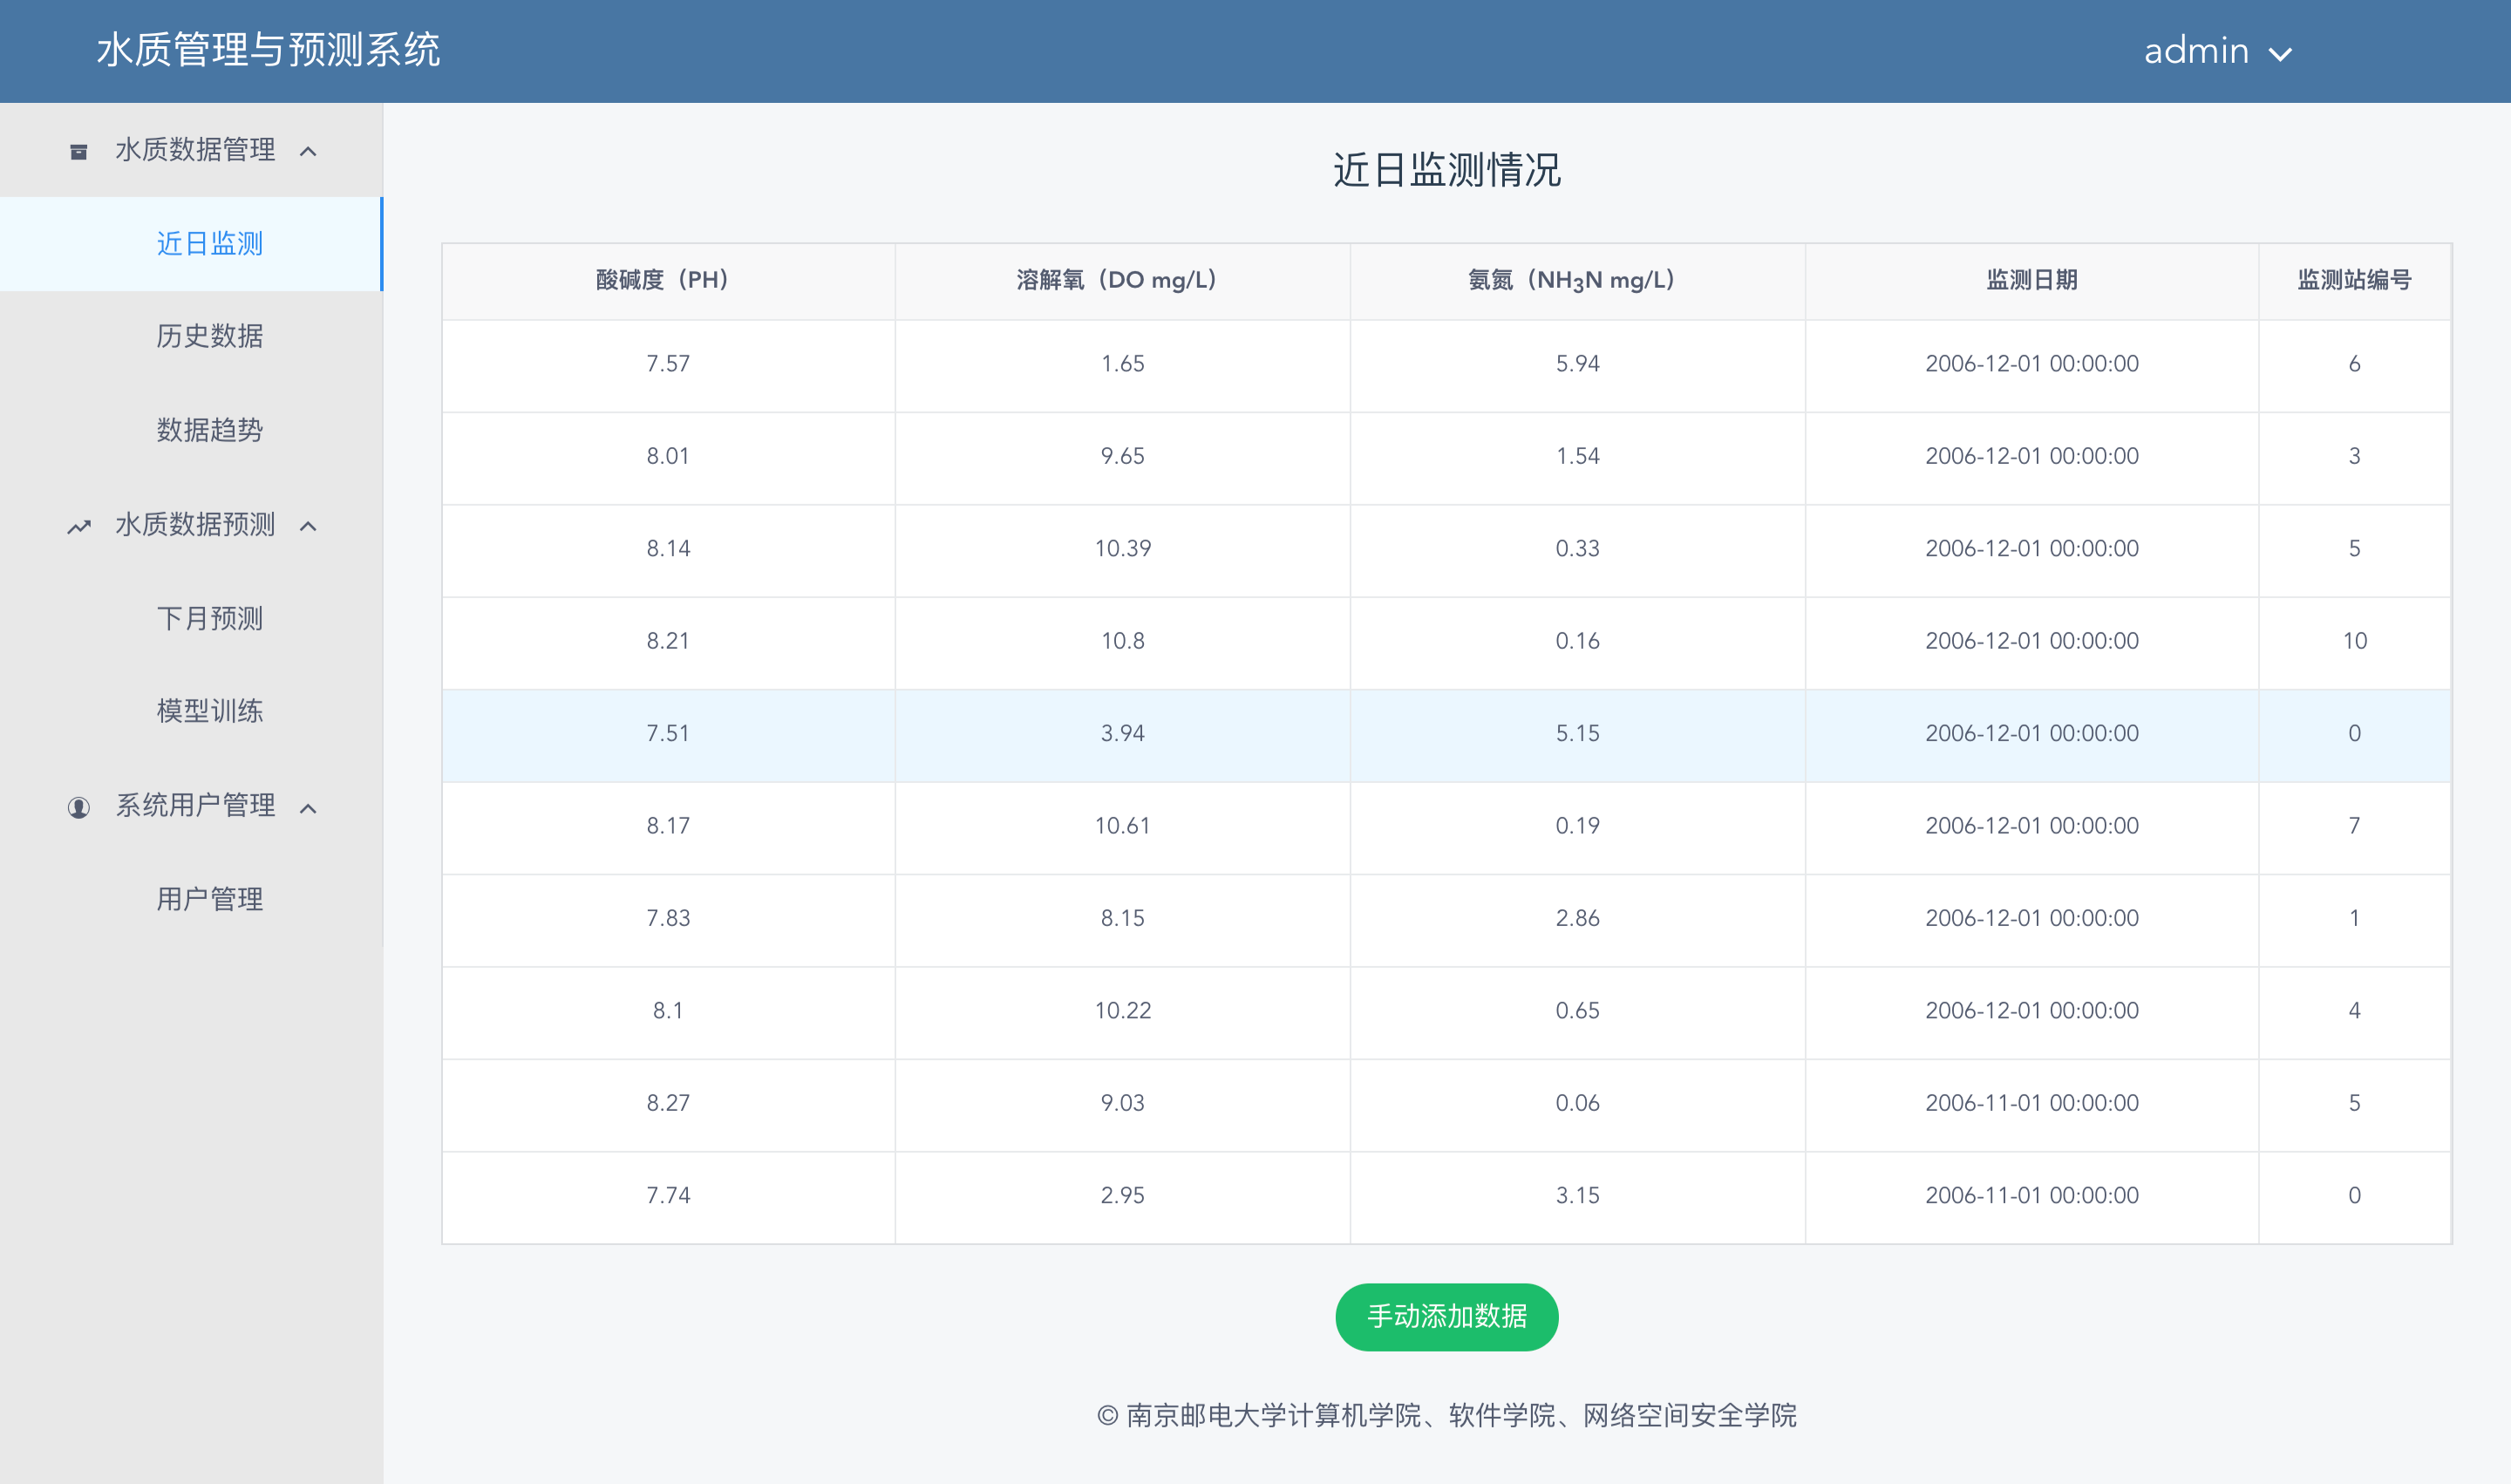 水质管理与预测系统
admin
水质数据管理
近日监测
历史数据
数据趋势
水质数据预测
下月预测
模型训练
系统用户管理
用户管理
近日监测情况
酸碱度（PH） 溶解氧（DO mg/L） 氨氮（NH3N mg/L） 监测日期 监测站编号
7.57 1.65 5.94 2006-12-01 00:00:00 6
8.01 9.65 1.54 2006-12-01 00:00:00 3
8.14 10.39 0.33 2006-12-01 00:00:00 5
8.21 10.8 0.16 2006-12-01 00:00:00 10
7.51 3.94 5.15 2006-12-01 00:00:00 0
8.17 10.61 0.19 2006-12-01 00:00:00 7
7.83 8.15 2.86 2006-12-01 00:00:00 1
8.1 10.22 0.65 2006-12-01 00:00:00 4
8.27 9.03 0.06 2006-11-01 00:00:00 5
7.74 2.95 3.15 2006-11-01 00:00:00 0
手动添加数据
© 南京邮电大学计算机学院、软件学院、网络空间安全学院